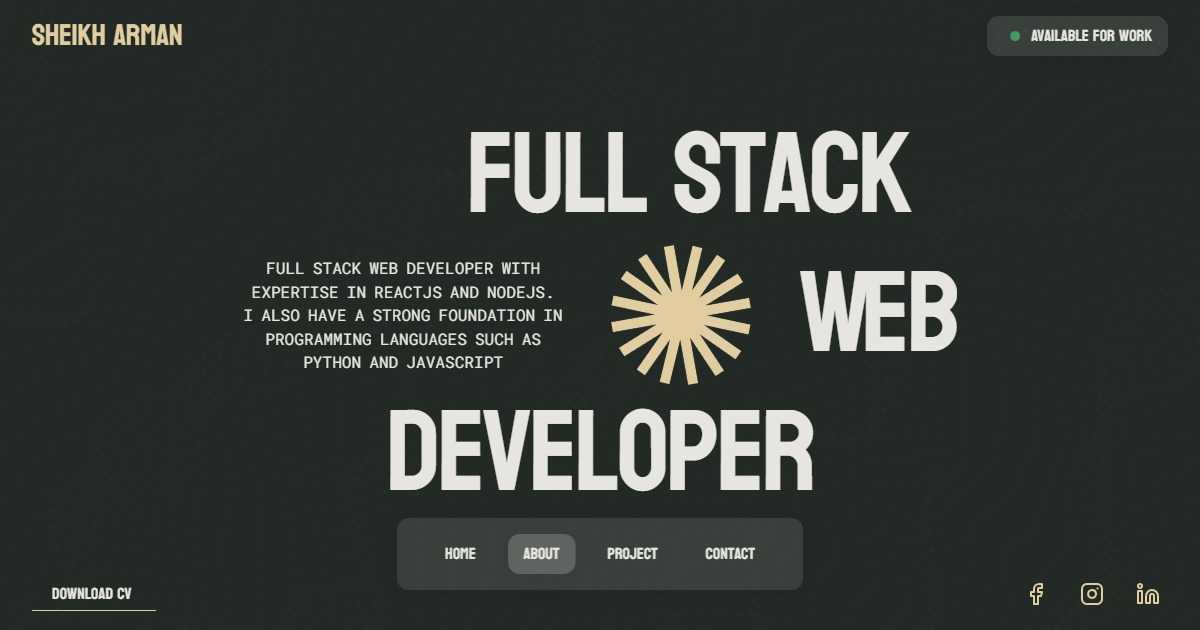 SHEIKH ARMAN
AVAILABLE FOR WORK
FULL STACK
FULL STACK WEB DEVELOPER WITH
EXPERTISE IN REACTJS AND NODEJS.
I ALSO HAVE A STRONG FOUNDATION IN
PROGRAMMING LANGUAGES SUCH AS
PYTHON AND JAVASCRIPT
WEB
DEVELOPER
HOME ABOUT PROJECT CONTACT
DOWNLOAD CV